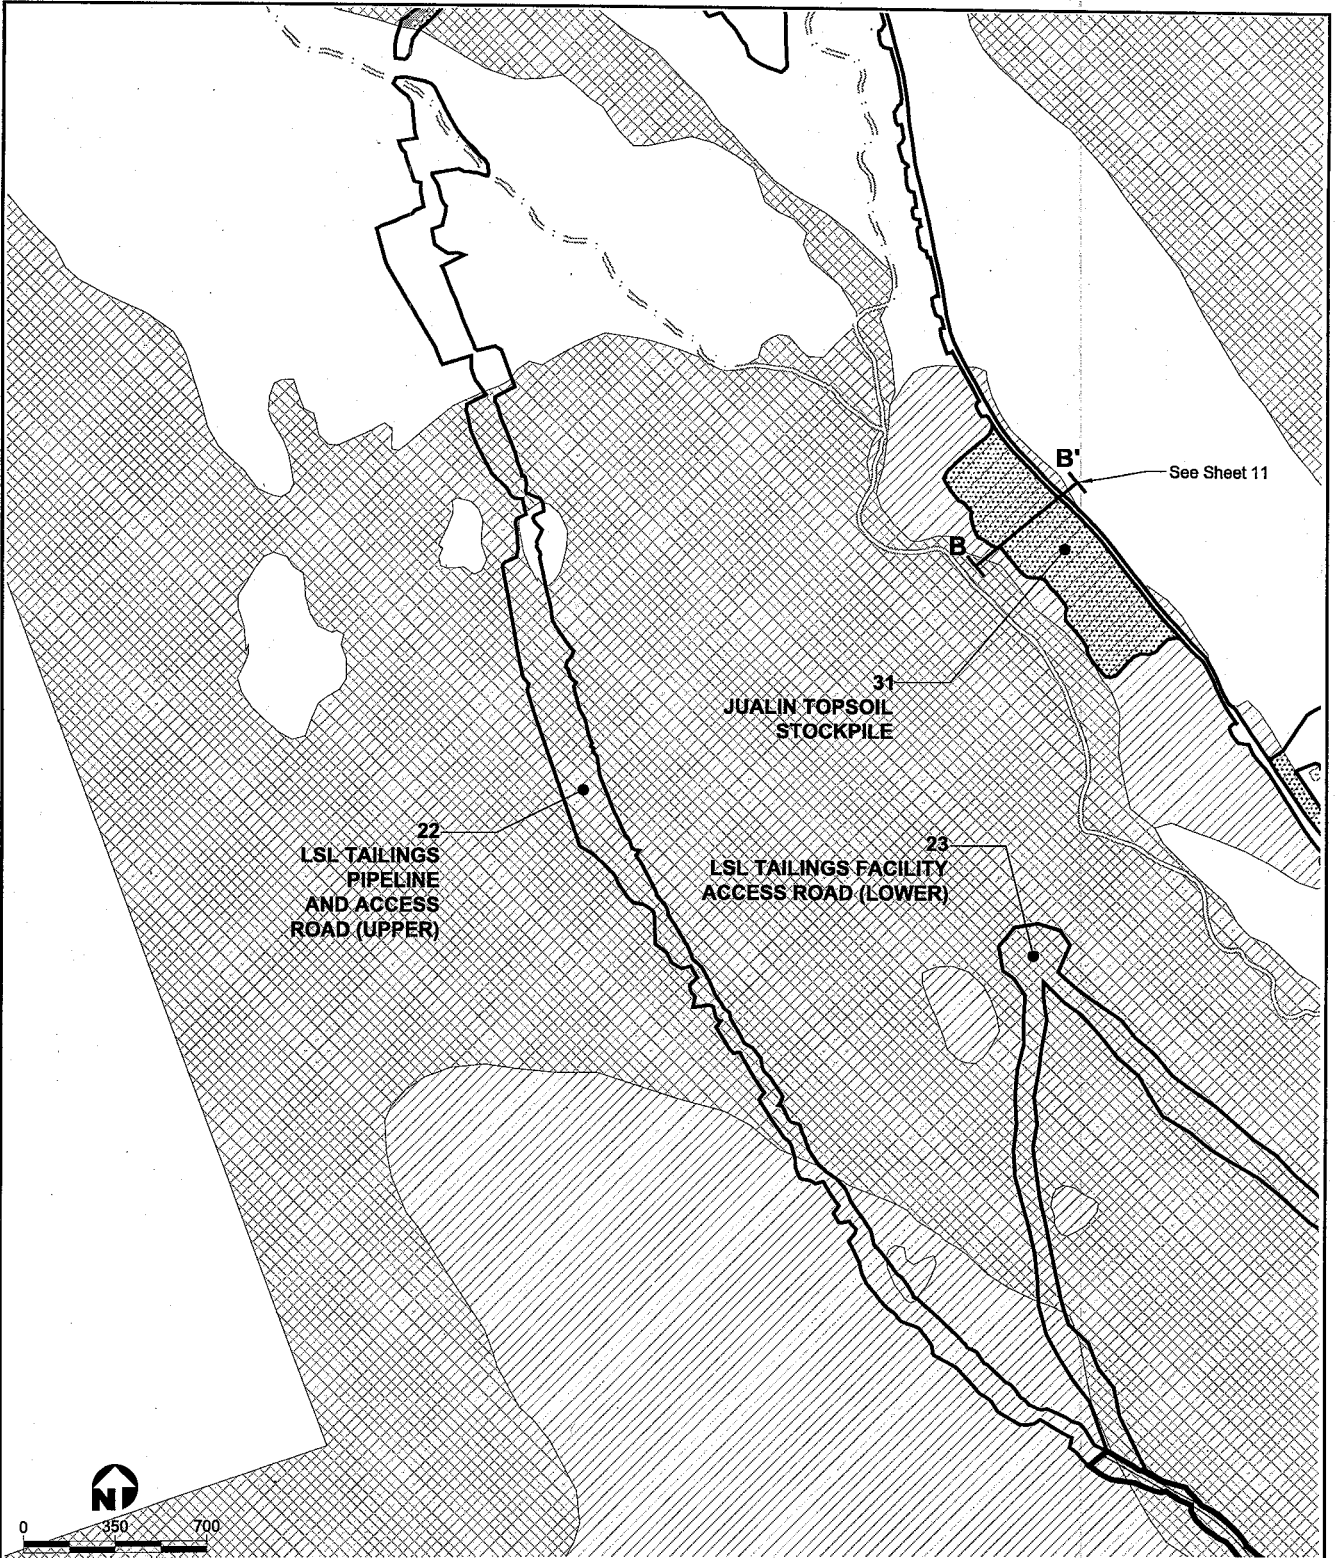 B'
See Sheet 11
B
31
JUALIN TOPSOIL
STOCKPILE
22
LSL TAILINGS
PIPELINE
AND ACCESS
ROAD (UPPER)
23
LSL TAILINGS FACILITY
ACCESS ROAD (LOWER)
N
0 350 700